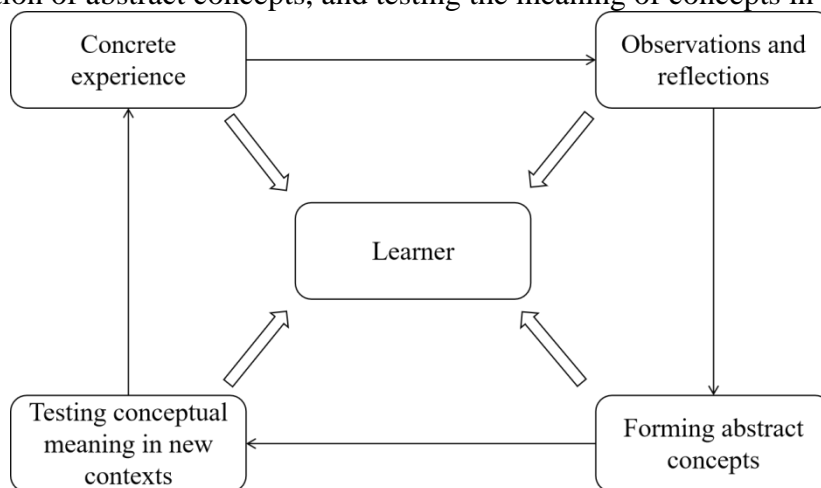 tion of abstract concepts, and testing the meaning of concepts in
Concrete
experience
Observations and
reflections
Learner
Testing conceptual
meaning in new
contexts
Forming abstract
concepts